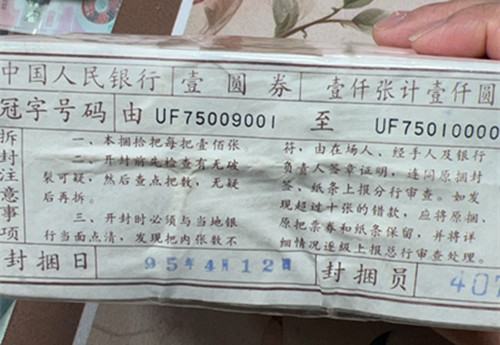 中国人民银行 壹圆券 壹仟张计壹仟圆
冠字号码 由 UF75009001 至 UF75010000
拆封注意事项
一、本捆拾把每把壹佰张
二、开封前先检查有无破
裂可疑，然后查点把数，无疑
后再拆。
三、开封时必须与当地银
行当面点清，发现把内张数不
符，由在场人、经手人及银行
负责人签章证明，连同原捆封
签、纸条上报分行审查。如发
现超过十张的错款，应将原捆、
原把票券和纸条保留，并将详
细情况逐级上报总行审查处理。
封捆日 95年4月12日 封捆员 407